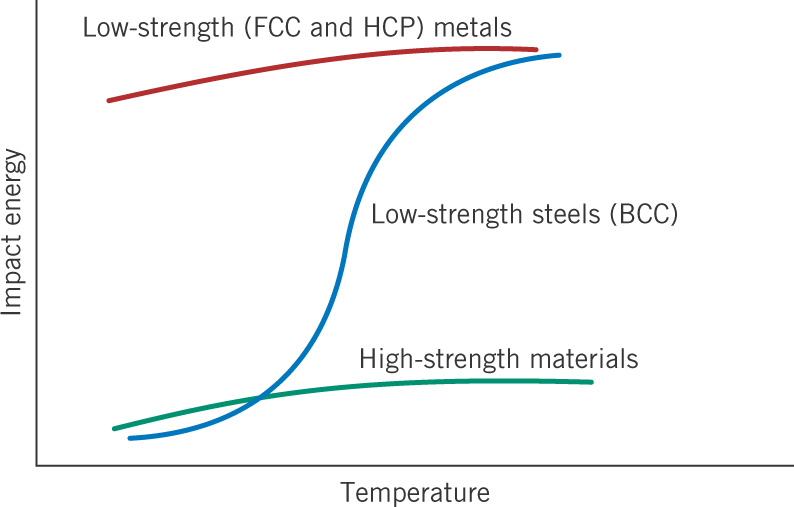 Low-strength (FCC and HCP) metals
Impact energy
Low-strength steels (BCC)
High-strength materials
Temperature